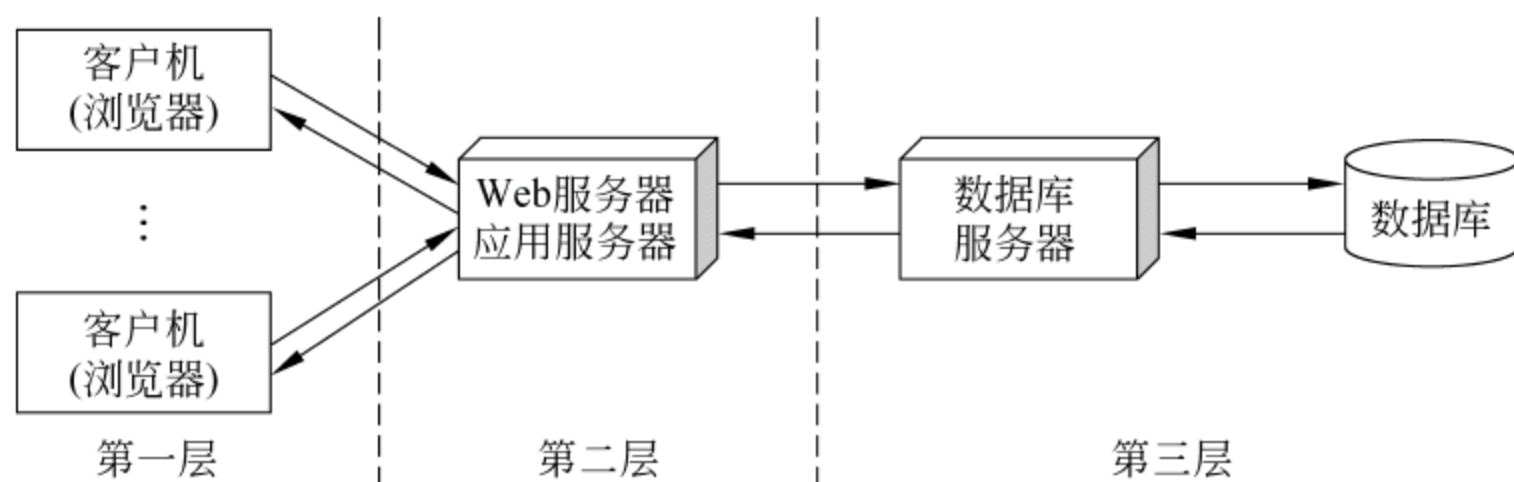 客户机
(浏览器)
⋮
客户机
(浏览器)
Web服务器
应用服务器
数据库
服务器
数据库
第一层
第二层
第三层